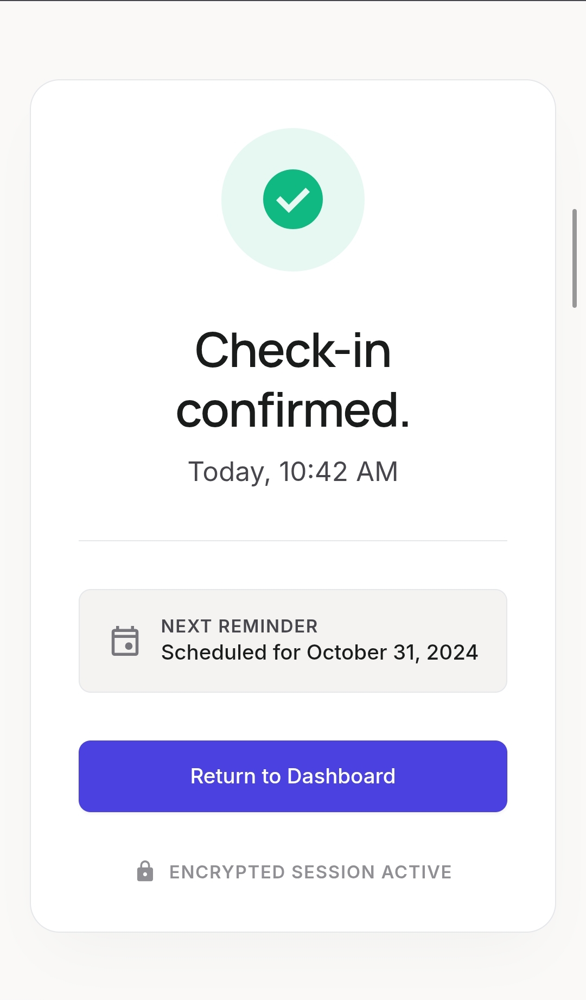 Check-in
confirmed.
Today, 10:42 AM
NEXT REMINDER
Scheduled for October 31, 2024
Return to Dashboard
ENCRYPTED SESSION ACTIVE